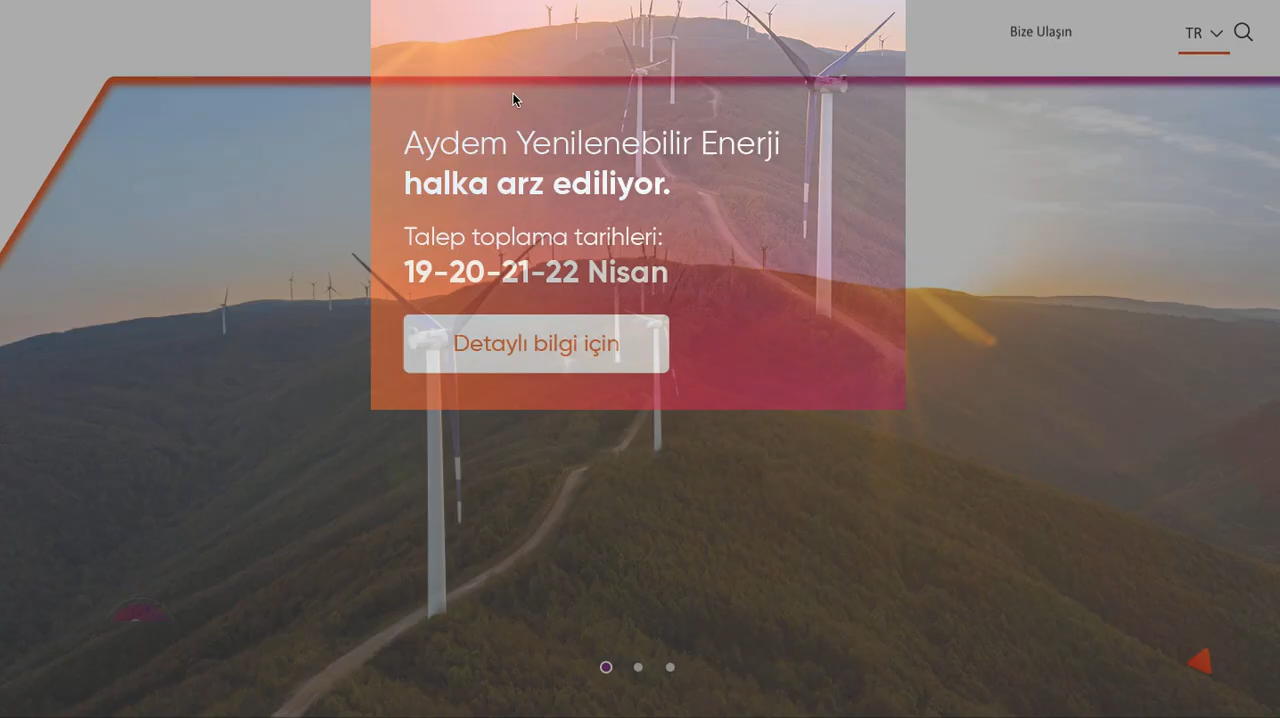 Bize Ulaşın
TR
Aydem Yenilenebilir Enerji
halka arz ediliyor.
Talep toplama tarihleri:
19-20-21-22 Nisan
Detaylı bilgi için